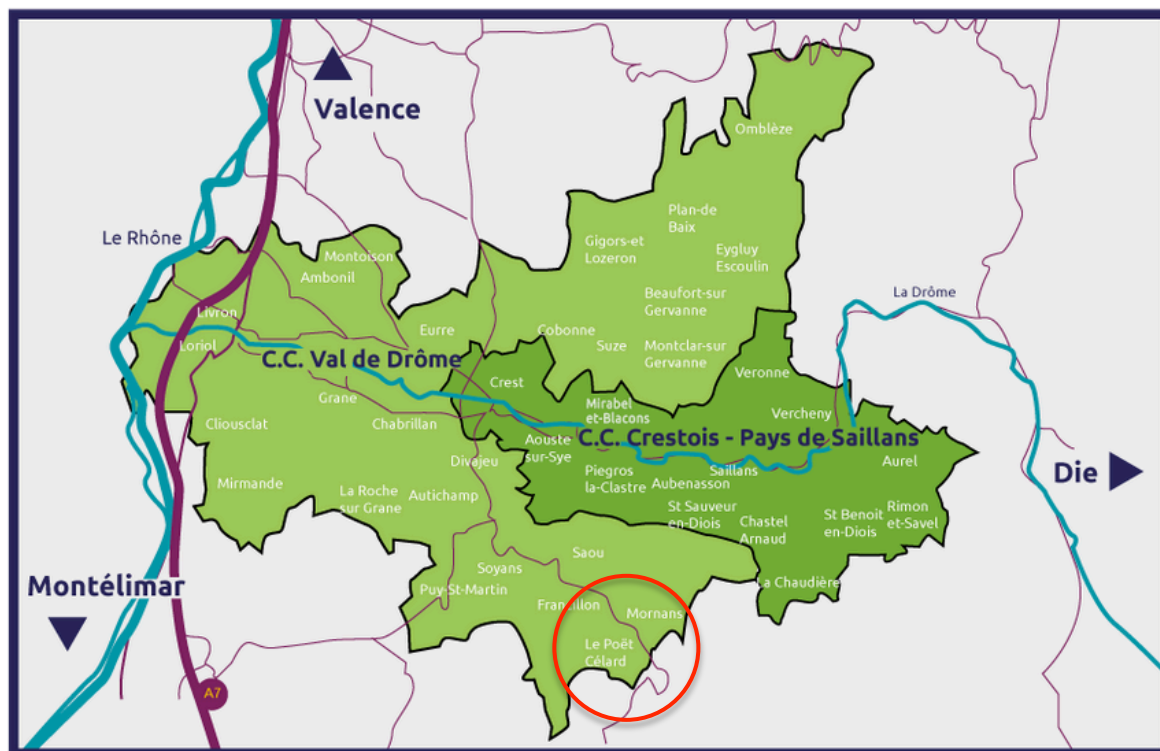 Valence
Omblèze
Le Rhône
Plan-de
Baix
Gigors-et
Lozeron
Eygluy
Escoulin
Montoison
Ambonil
La Drôme
Beaufort-sur
Gervanne
Livron
Eurre
Cobonne
Loriol
Suze
Montclar-sur
Gervanne
C.C. Val de Drôme
Veronne
Crest
Grane
Mirabel
et-Blacons
Vercheny
Cliousclat
Chabrillan
C.C. Crestois - Pays de Saillans
Aouste
sur-Sye
Divajeu
Aurel
Saillans
Piegros
la-Clastre
Aubenasson
Die
Mirmande
La Roche
sur Grane
Autichamp
St Sauveur
en-Diois
Chastel
Arnaud
St Benoit
en-Diois
Rimon
et-Savel
Saou
Soyans
Montélimar
Puy-St-Martin
La Chaudière
Francillon
Mornans
Le Poët
Célard
A7